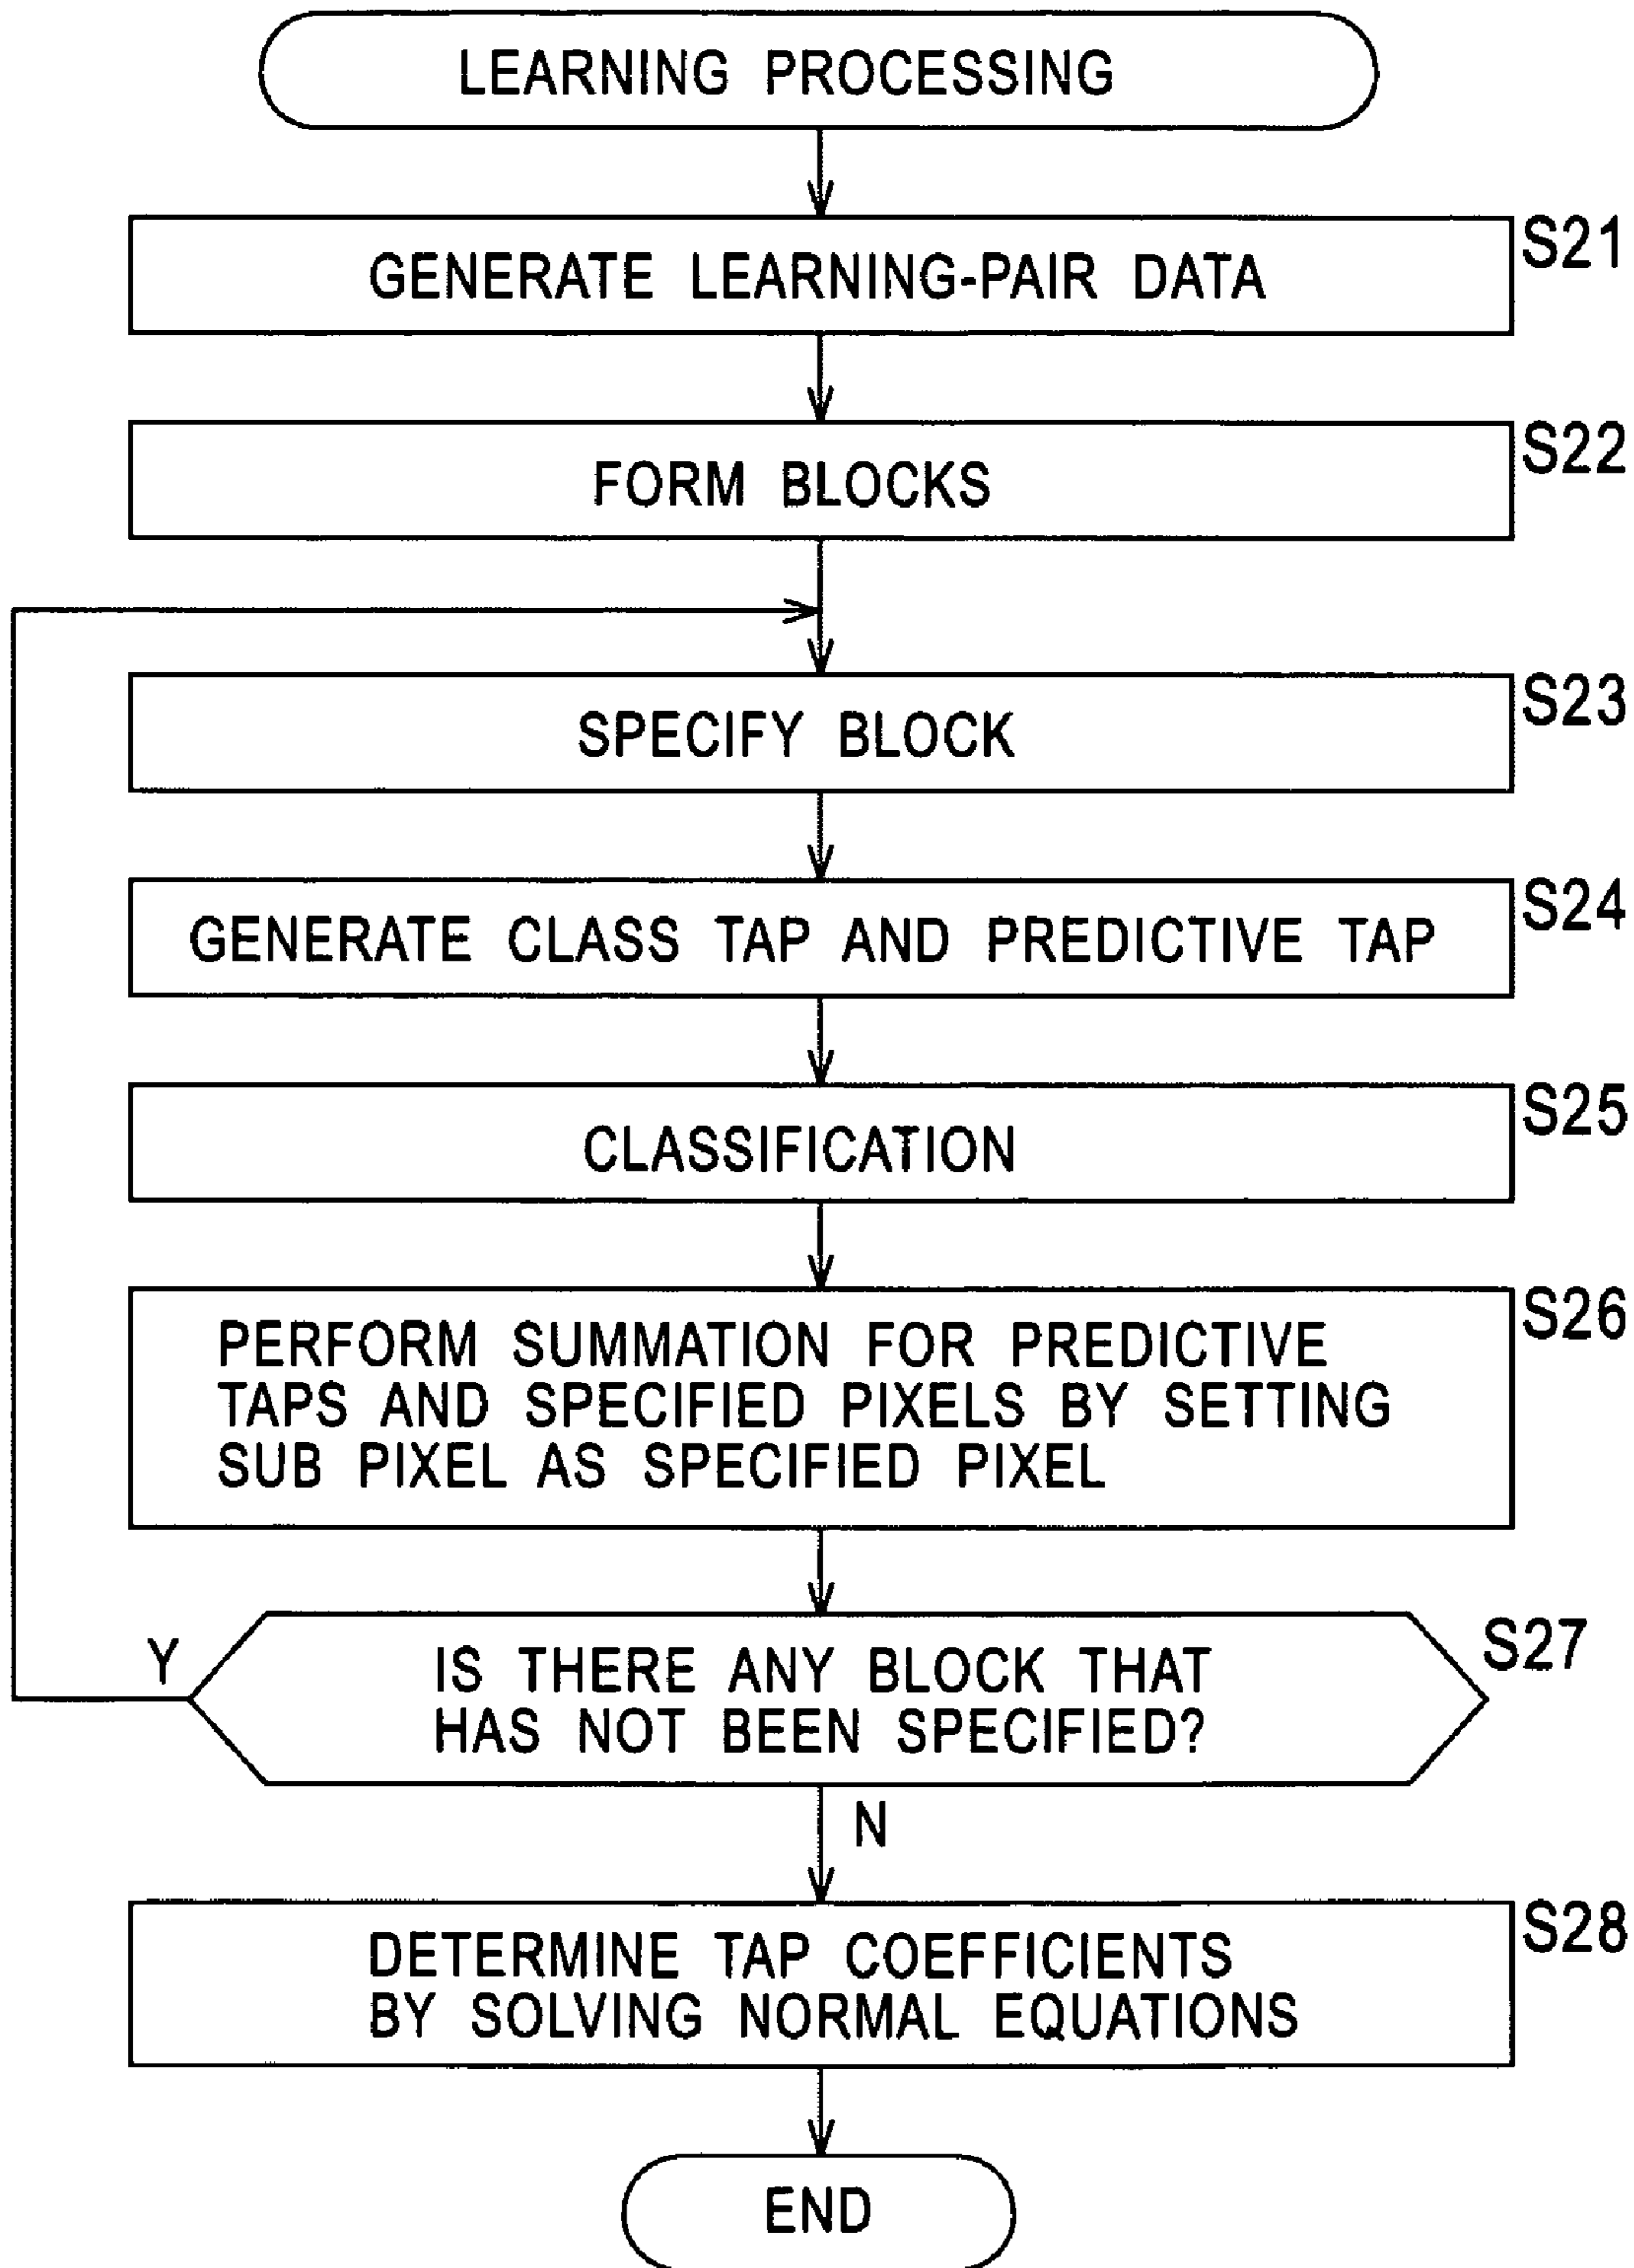 LEARNING PROCESSING
S21
GENERATE LEARNING-PAIR DATA
S22
FORM BLOCKS
S23
SPECIFY BLOCK
S24
GENERATE CLASS TAP AND PREDICTIVE TAP
S25
CLASSIFICATION
S26
PERFORM SUMMATION FOR PREDICTIVE
TAPS AND SPECIFIED PIXELS BY SETTING
SUB PIXEL AS SPECIFIED PIXEL
S27
Y
IS THERE ANY BLOCK THAT
HAS NOT BEEN SPECIFIED?
N
S28
DETERMINE TAP COEFFICIENTS
BY SOLVING NORMAL EQUATIONS
END